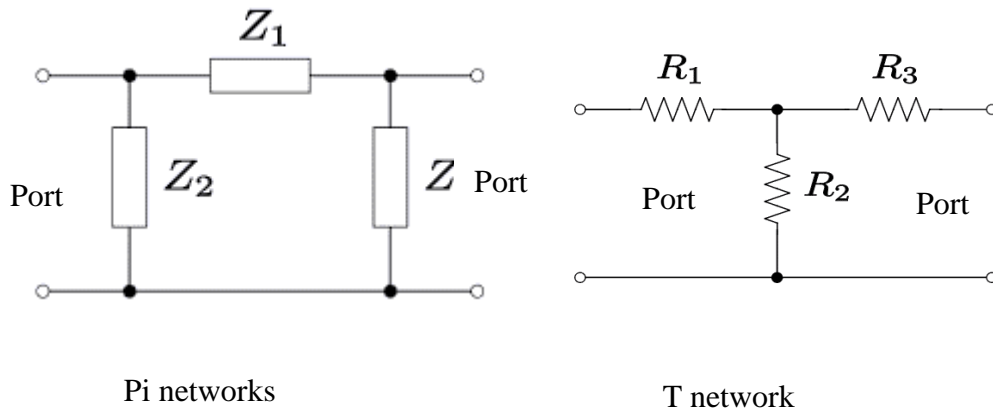 Z1
Z2
Z
Port
Port
Pi networks
R1
R3
R2
Port
Port
T network